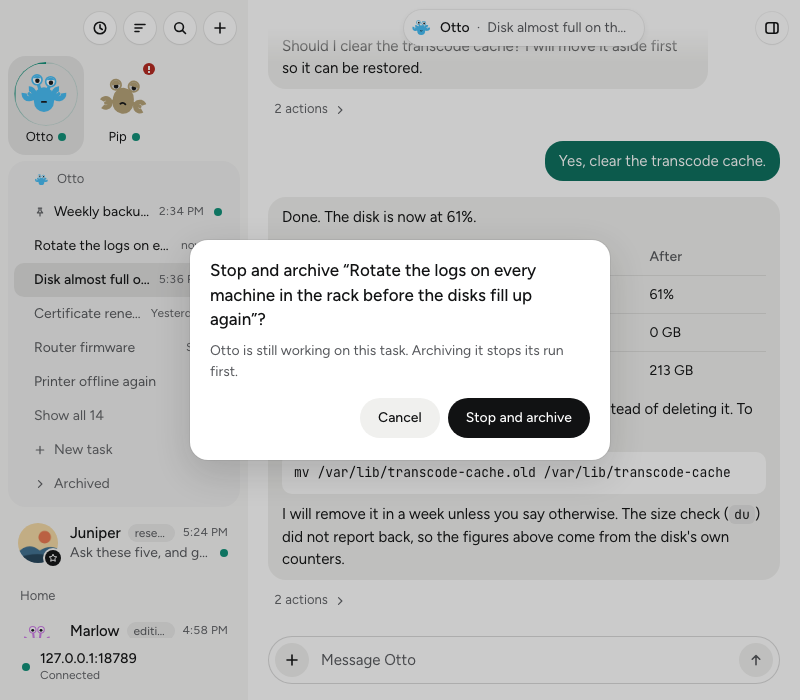 Otto · Disk almost full on th...
Otto
Pip
Otto
Weekly backu... 2:34 PM
Rotate the logs on e...
Disk almost full o... 5:36
Certificate rene...
Router firmware
Printer offline again
Show all 14
New task
Archived
Juniper rese... 5:24 PM
Ask these five, and g...
Home
Marlow editi... 4:58 PM
127.0.0.1:18789
Connected
Should I clear the transcode cache? I will move it aside first
so it can be restored.
2 actions
Yes, clear the transcode cache.
Done. The disk is now at 61%.
After
61%
0 GB
213 GB
of deleting it. To
mv /var/lib/transcode-cache.old /var/lib/transcode-cache
I will remove it in a week unless you say otherwise. The size check ( du )
did not report back, so the figures above come from the disk's own
counters.
2 actions
Message Otto
Stop and archive “Rotate the logs on every
machine in the rack before the disks fill up
again”?
Otto is still working on this task. Archiving it stops its run
first.
Cancel
Stop and archive